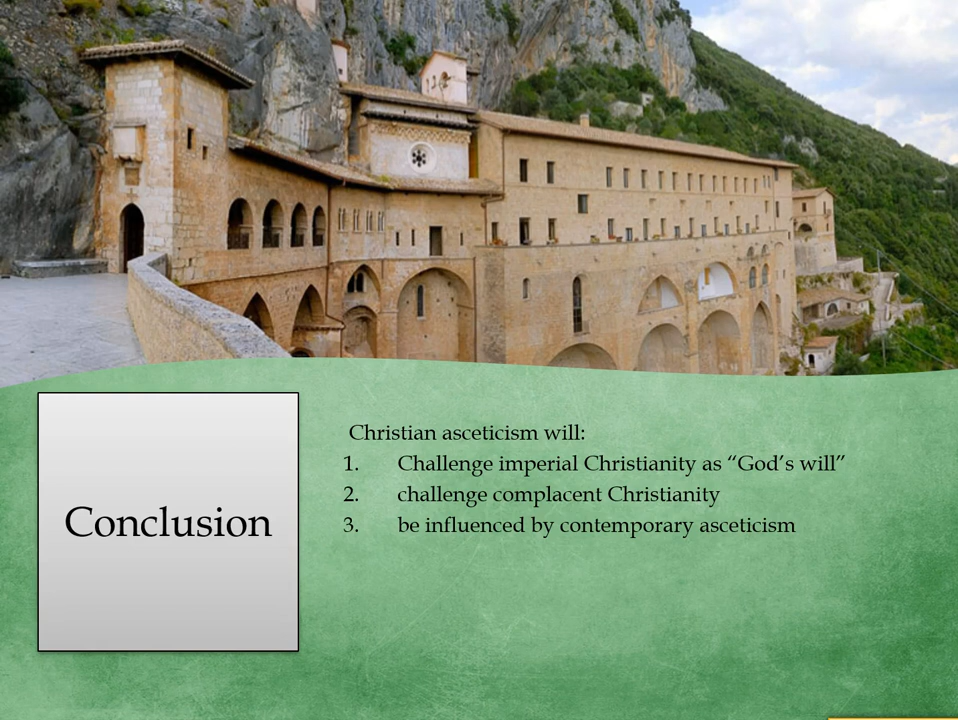 Conclusion
Christian asceticism will:
1. Challenge imperial Christianity as “God’s will”
2. challenge complacent Christianity
3. be influenced by contemporary asceticism